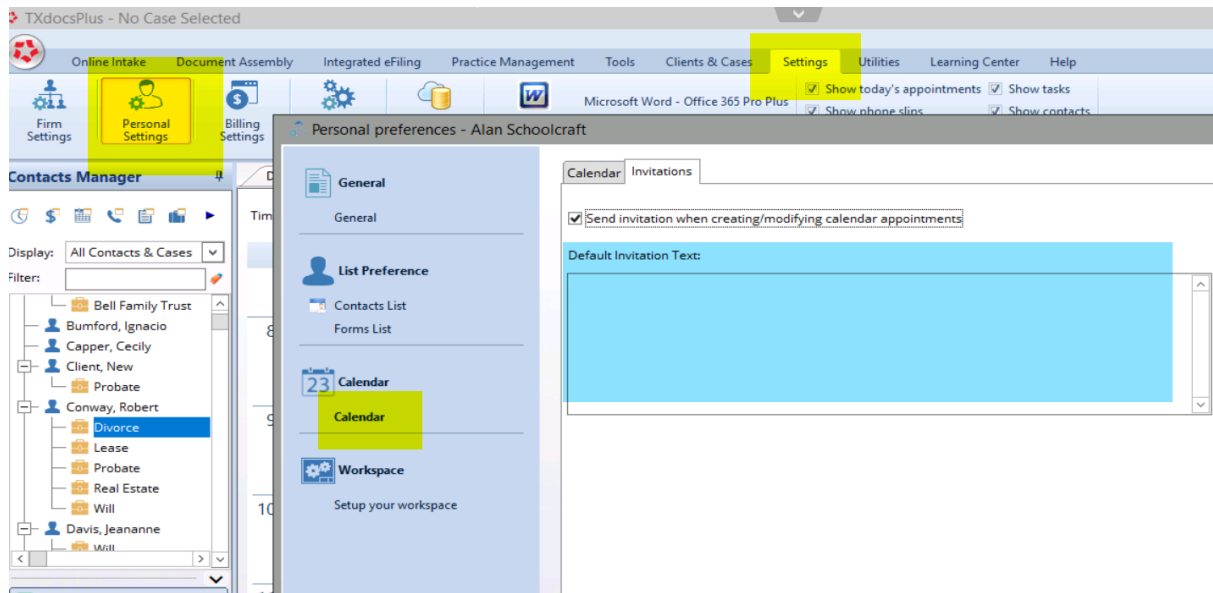 TXdocsPlus - No Case Selected
Online Intake Document Assembly Integrated eFiling Practice Management Tools Clients & Cases Settings Utilities Learning Center Help
Firm Settings
Personal Settings
Billing Settings
W
Microsoft Word - Office 365 Pro Plus
Show today's appointments Show tasks
Show phone slips Show contacts
Personal preferences - Alan Schoolcraft
Contacts Manager
Tim
Display: All Contacts & Cases
Filter:
Bell Family Trust
Bumford, Ignacio
Capper, Cecily
Client, New
Probate
Conway, Robert
Divorce
Lease
Probate
Real Estate
Will
Davis, Jeananne
Will
8
9
10
General
General
List Preference
Contacts List
Forms List
23 Calendar
Calendar
Workspace
Setup your workspace
Calendar Invitations
Send invitation when creating/modifying calendar appointments
Default Invitation Text: